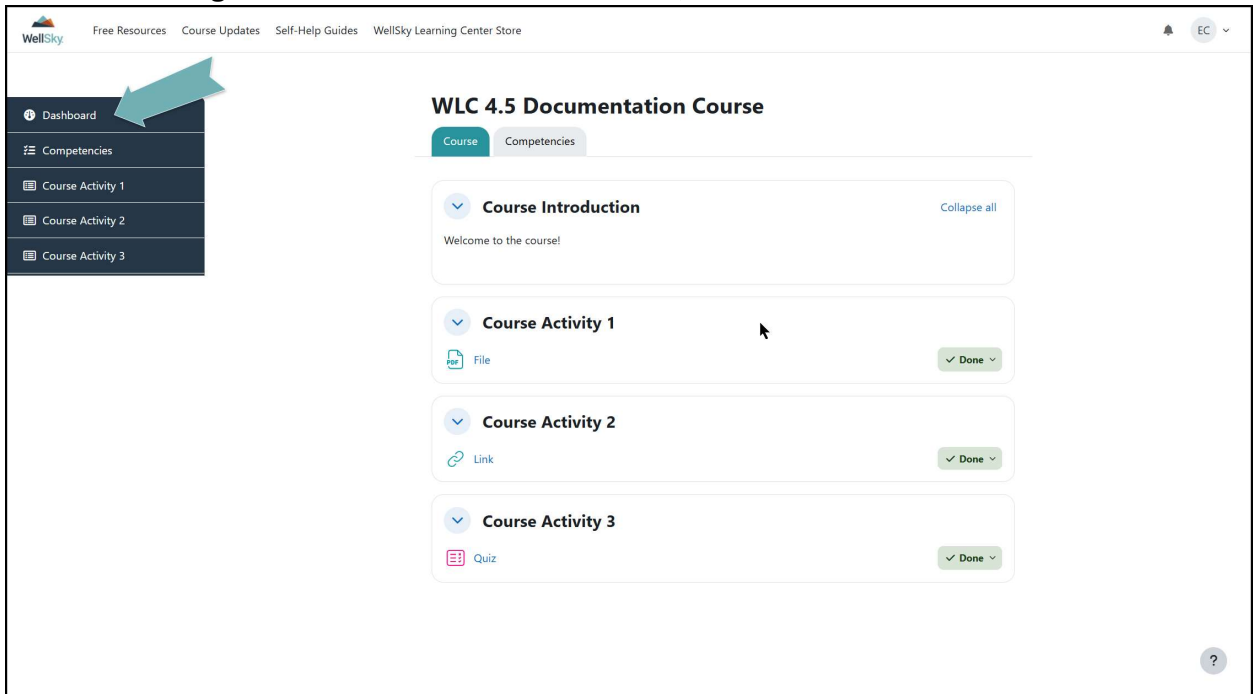 WellSky
Free Resources Course Updates Self-Help Guides WellSky Learning Center Store
EC
Dashboard
Competencies
Course Activity 1
Course Activity 2
Course Activity 3
WLC 4.5 Documentation Course
Course Competencies
Course Introduction Collapse all
Welcome to the course!
Course Activity 1
PDF File Done
Course Activity 2
Link Done
Course Activity 3
Quiz Done
?